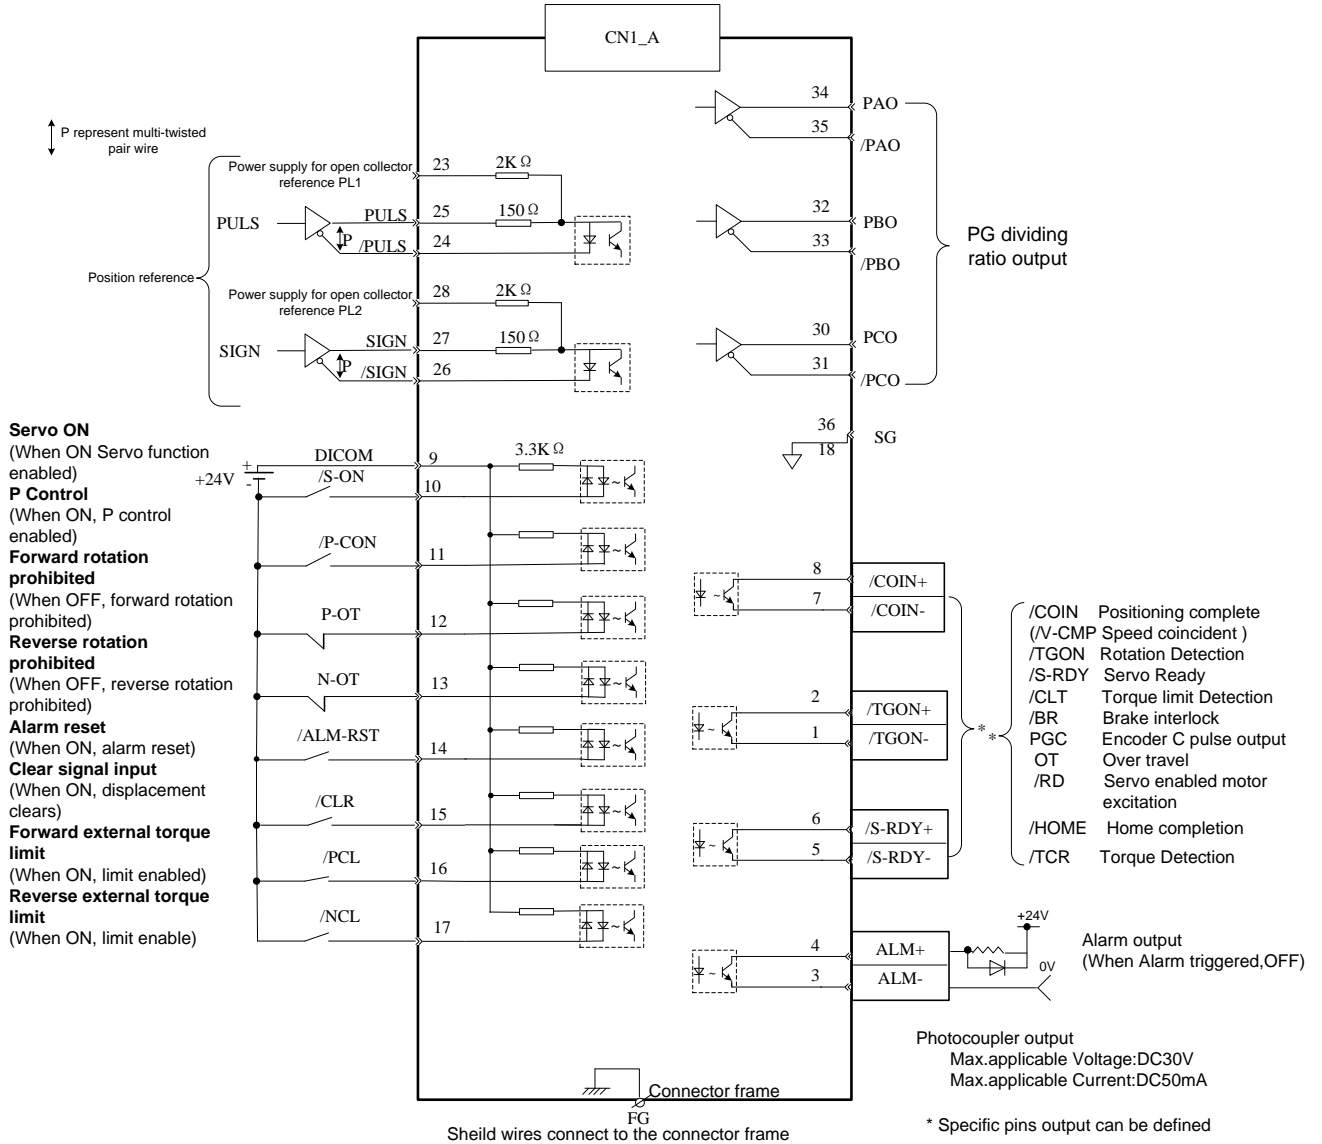 CN1_A
P represent multi-twisted
pair wire
Position reference
Power supply for open collector
reference PL1
23
2K Ω
PULS
PULS
25
150 Ω
P
/PULS
24
Power supply for open collector
reference PL2
28
2K Ω
SIGN
SIGN
27
150 Ω
P
/SIGN
26
34
PAO
35
/PAO
32
PBO
33
/PBO
30
PCO
31
/PCO
PG dividing
ratio output
36
18
SG
Servo ON
(When ON Servo function
enabled)
P Control
(When ON, P control
enabled)
Forward rotation
prohibited
(When OFF, forward rotation
prohibited)
Reverse rotation
prohibited
(When OFF, reverse rotation
prohibited)
Alarm reset
(When ON, alarm reset)
Clear signal input
(When ON, displacement
clears)
Forward external torque
limit
(When ON, limit enabled)
Reverse external torque
limit
(When ON, limit enable)
+24V
+
-
DICOM
9
3.3K Ω
/S-ON
10
/P-CON
11
P-OT
12
N-OT
13
/ALM-RST
14
/CLR
15
/PCL
16
/NCL
17
8
/COIN+
7
/COIN-
2
/TGON+
1
/TGON-
6
/S-RDY+
5
/S-RDY-
4
ALM+
3
ALM-
*
*
/COIN Positioning complete
(/V-CMP Speed coincident )
/TGON Rotation Detection
/S-RDY Servo Ready
/CLT Torque limit Detection
/BR Brake interlock
PGC Encoder C pulse output
OT Over travel
/RD Servo enabled motor
excitation
/HOME Home completion
/TCR Torque Detection
+24V
0V
Alarm output
(When Alarm triggered,OFF)
Photocoupler output
Max.applicable Voltage:DC30V
Max.applicable Current:DC50mA
* Specific pins output can be defined
Connector frame
FG
Sheild wires connect to the connector frame